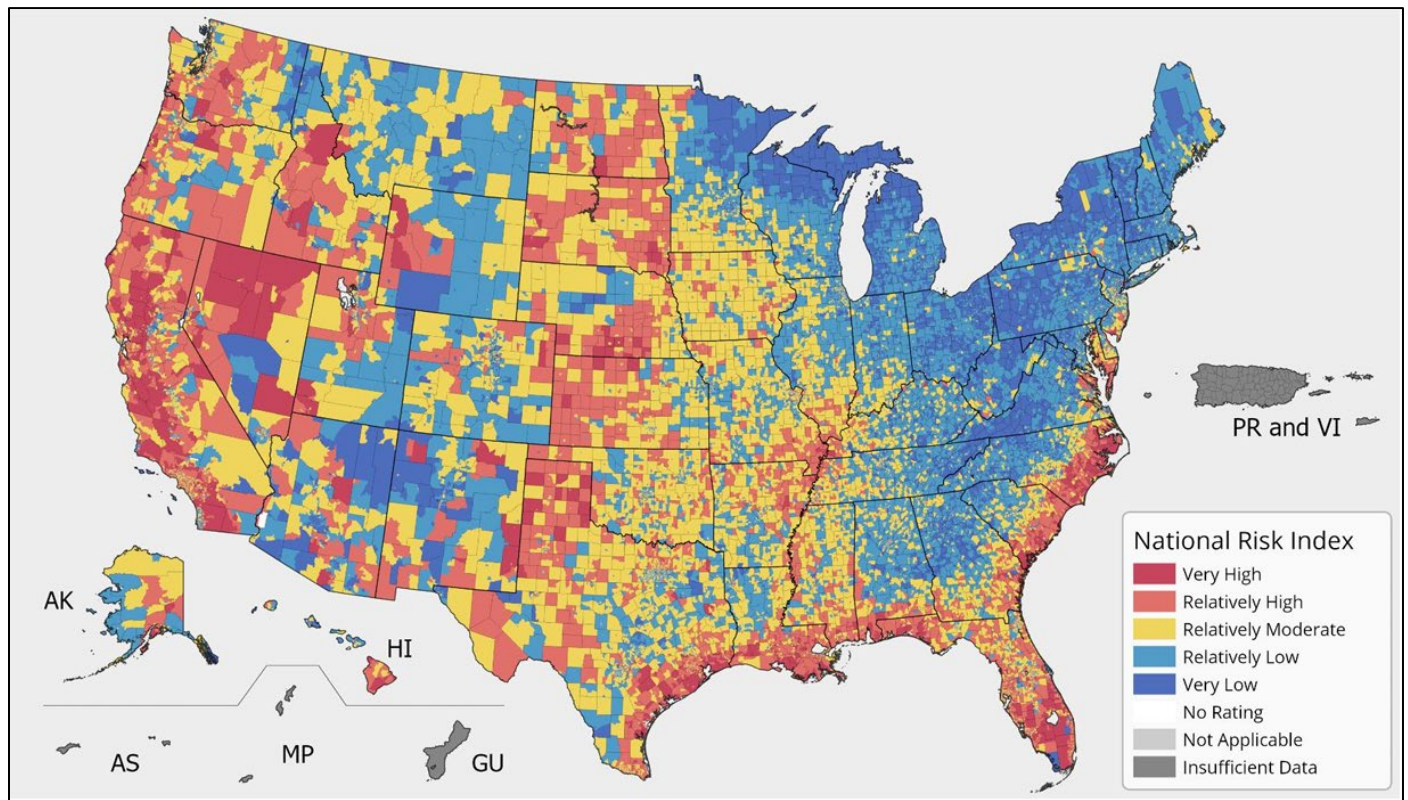 PR and VI
AK
HI
AS
MP
GU
National Risk Index
Very High
Relatively High
Relatively Moderate
Relatively Low
Very Low
No Rating
Not Applicable
Insufficient Data